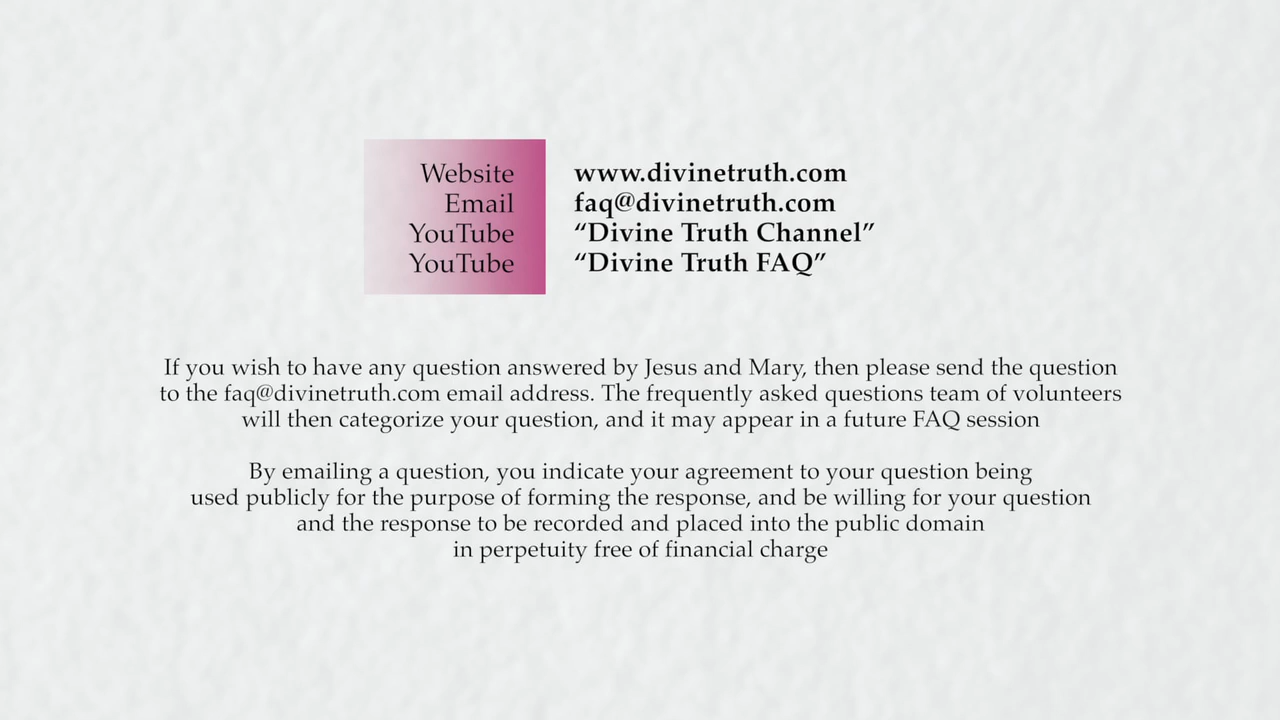 Website www.divinetruth.com
Email faq@divinetruth.com
YouTube “Divine Truth Channel”
YouTube “Divine Truth FAQ”
If you wish to have any question answered by Jesus and Mary, then please send the question
to the faq@divinetruth.com email address. The frequently asked questions team of volunteers
will then categorize your question, and it may appear in a future FAQ session
By emailing a question, you indicate your agreement to your question being
used publicly for the purpose of forming the response, and be willing for your question
and the response to be recorded and placed into the public domain
in perpetuity free of financial charge